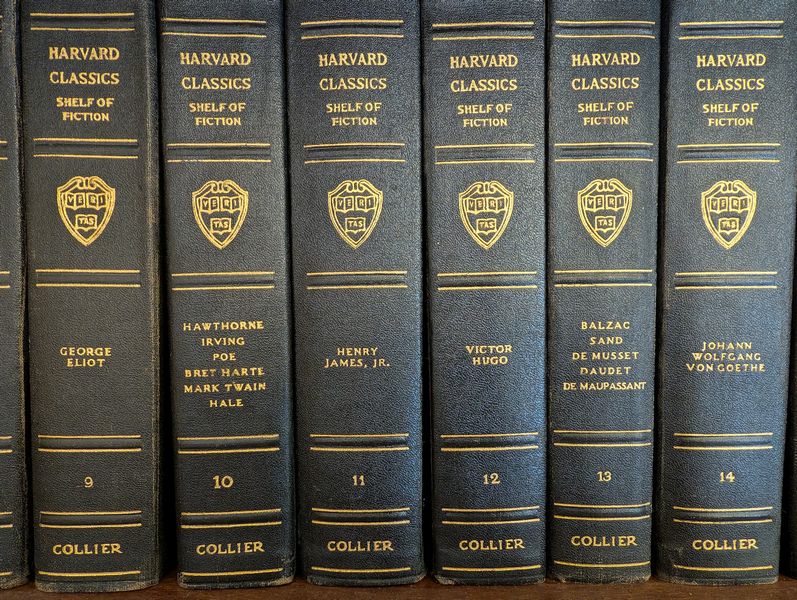 HARVARD
CLASSICS
SHELF OF
FICTION
VERI
TAS
GEORGE
ELIOT
9
COLLIER
HARVARD
CLASSICS
SHELF OF
FICTION
VERI
TAS
HAWTHORNE
IRVING
POE
BRET HARTE
MARK TWAIN
HALE
10
COLLIER
HARVARD
CLASSICS
SHELF OF
FICTION
VERI
TAS
HENRY
JAMES, JR.
11
COLLIER
HARVARD
CLASSICS
SHELF OF
FICTION
VERI
TAS
VICTOR
HUGO
12
COLLIER
HARVARD
CLASSICS
SHELF OF
FICTION
VERI
TAS
BALZAC
SAND
DE MUSSET
DAUDET
DE MAUPASSANT
13
COLLIER
HARVARD
CLASSICS
SHELF OF
FICTION
VERI
TAS
JOHANN
WOLFGANG
VON GOETHE
14
COLLIER